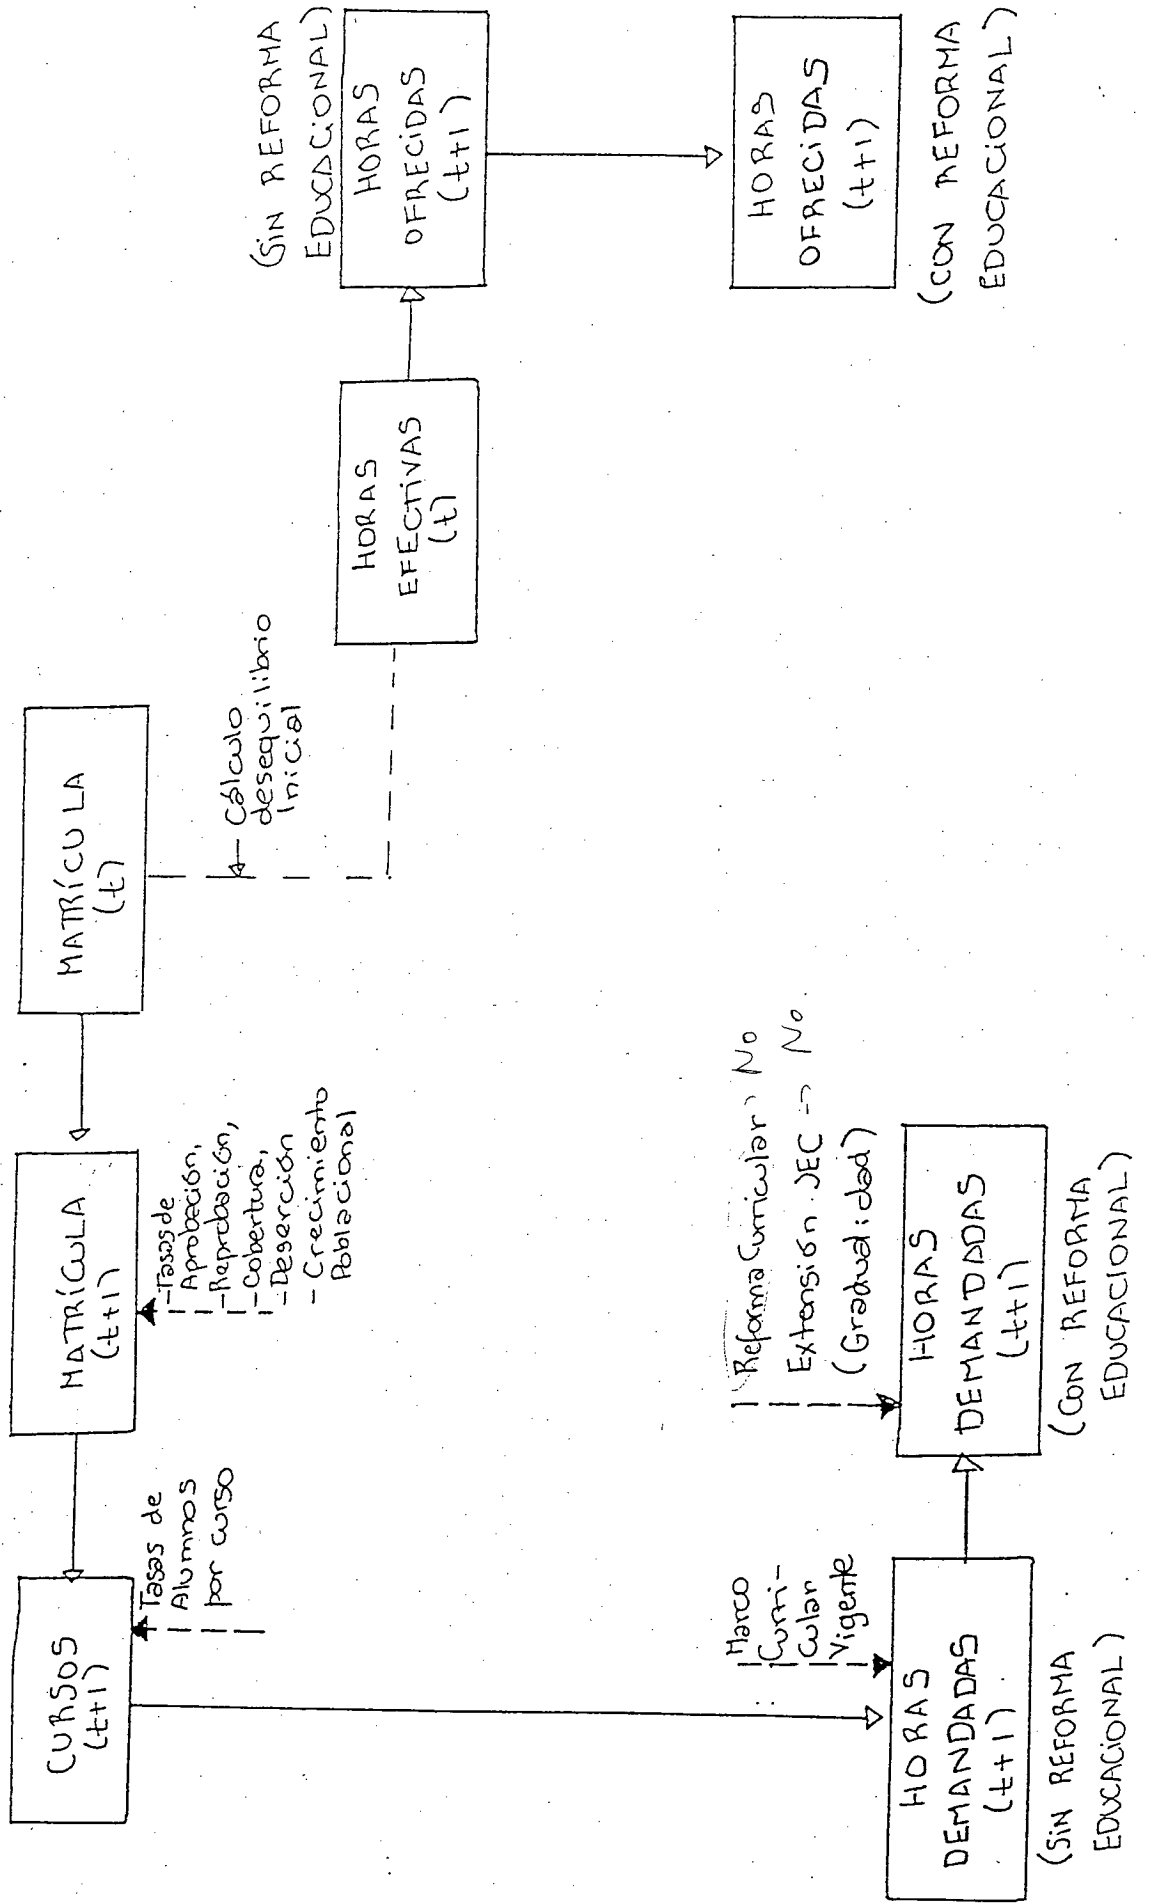 CURSOS
(t+1)
Tasas de
Alumnos
por curso
MATRÍCULA
(t+1)
-Tasas de
Aprobación,
-Reprobación,
-Cobertura,
-Deserción
-Crecimiento
Poblacional
MATRÍCULA
(t)
Cálculo
desequilibrio
Inicial
HORAS
EFECTIVAS
(t)
(SIN REFORMA
EDUCACIONAL)
HORAS
OFRECIDAS
(t+1)
HORAS
OFRECIDAS
(t+1)
(CON REFORMA
EDUCACIONAL)
Marco
Curri-
cular
Vigente
HORAS
DEMANDADAS
(t+1)
(SIN REFORMA
EDUCACIONAL)
Reforma Curricular → No
Extensión JEC -> No.
(Gradualidad)
HORAS
DEMANDADAS
(t+1)
(CON REFORMA
EDUCACIONAL)